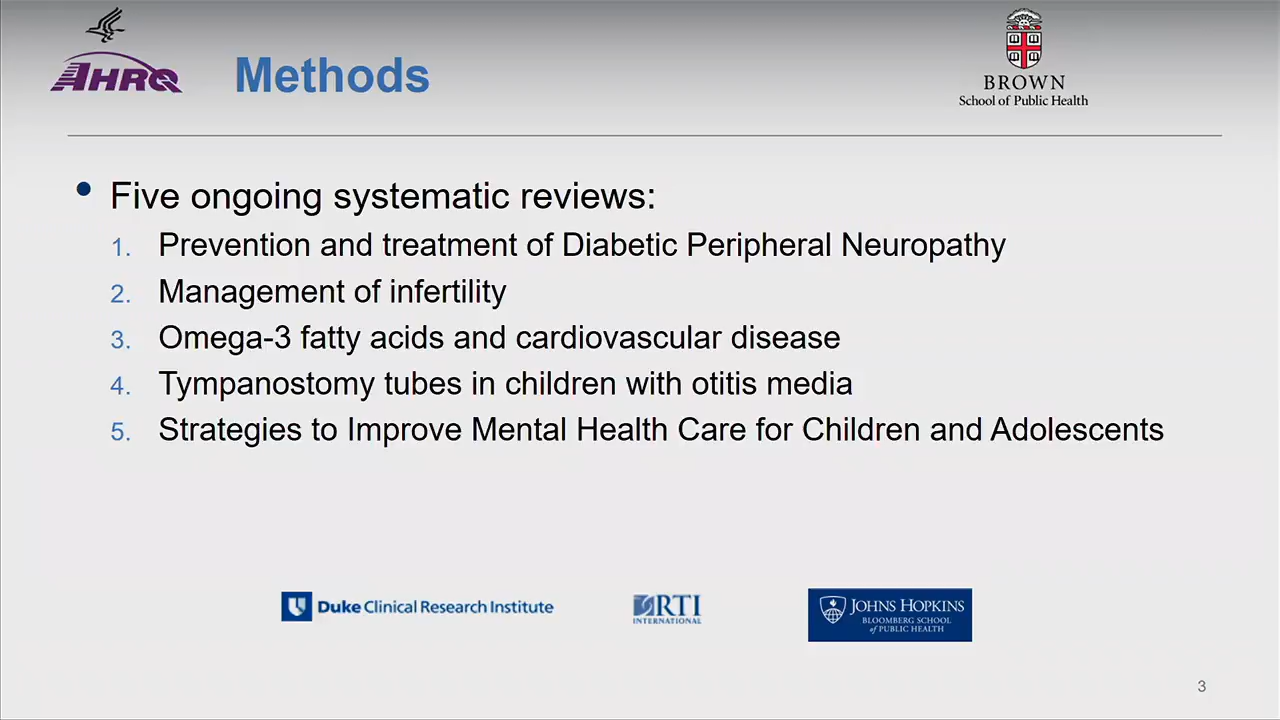 AHRQ
Methods
BROWN
School of Public Health
• Five ongoing systematic reviews:
1. Prevention and treatment of Diabetic Peripheral Neuropathy
2. Management of infertility
3. Omega-3 fatty acids and cardiovascular disease
4. Tympanostomy tubes in children with otitis media
5. Strategies to Improve Mental Health Care for Children and Adolescents
Duke Clinical Research Institute
RTI
INTERNATIONAL
JOHNS HOPKINS
BLOOMBERG SCHOOL
of PUBLIC HEALTH
3